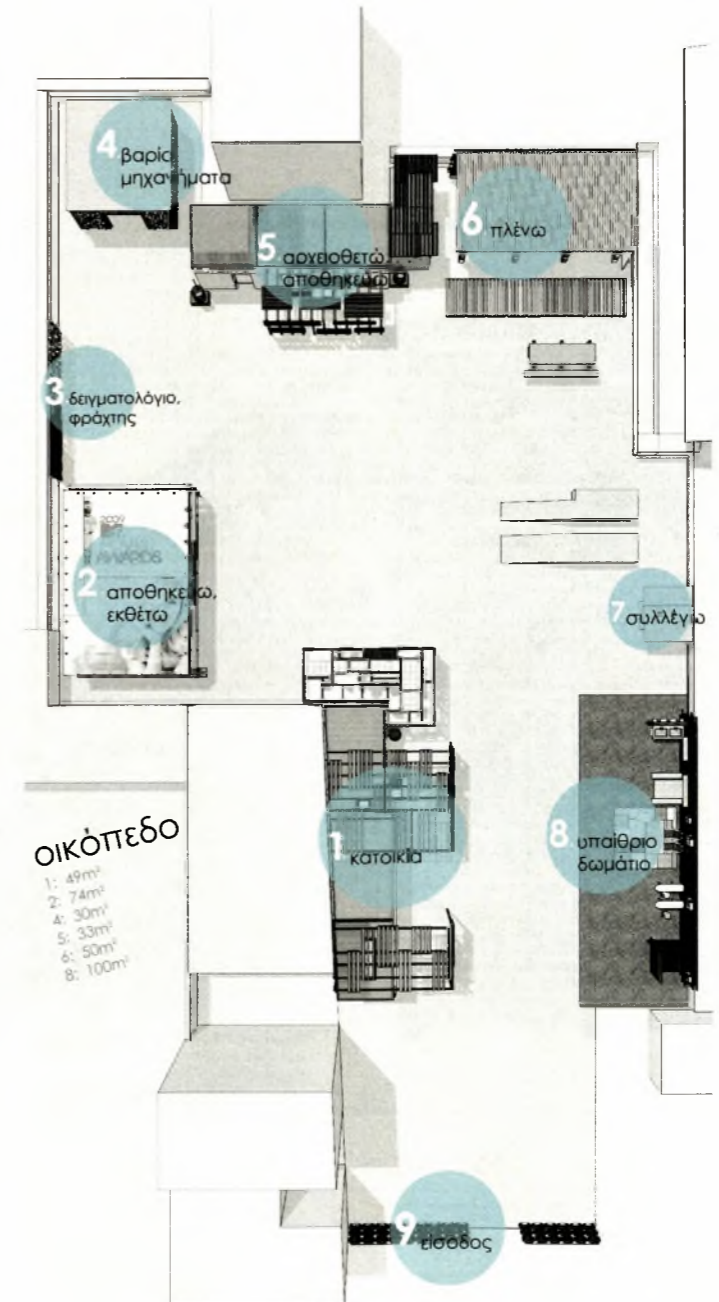 4 βαριά
μηχανήματα
5 αρχειοθετώ,
αποθηκεύω
6 πλένω
3 δειγματολόγιο,
φράχτης
AWARDS
2 αποθηκεύω,
εκθέτω
7 συλλέγω
οικόπεδο
1: 49m²
2: 74m²
4: 30m²
5: 33m²
6: 50m²
8: 100m²
1 κατοικία
8 υπαίθριο
δωμάτιο
9 είσοδος